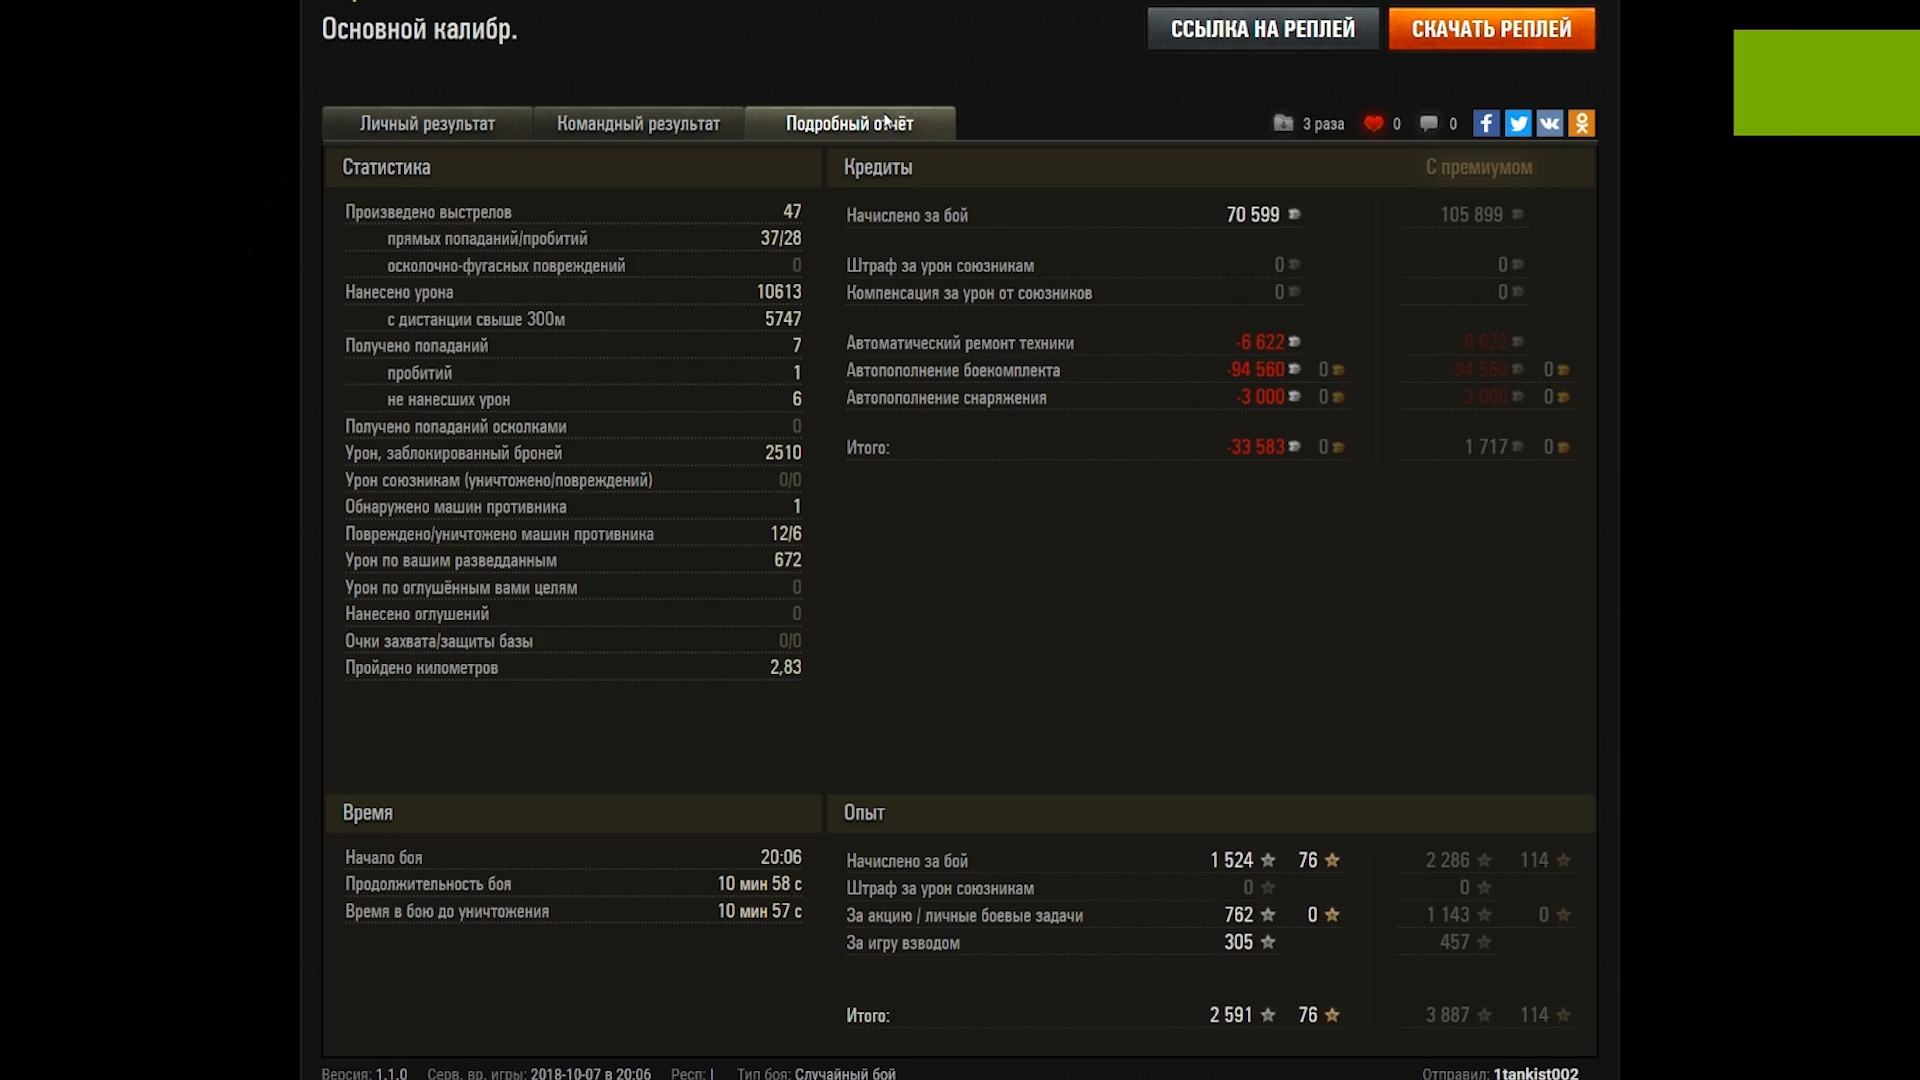 Основной калибр.
ССЫЛКА НА РЕПЛЕЙ СКАЧАТЬ РЕПЛЕЙ
Личный результат Командный результат Подробный отчёт 3 раза 0 0
Статистика
Произведено выстрелов 47
прямых попаданий/пробитий 37/28
осколочно-фугасных повреждений 0
Нанесено урона 10613
с дистанции свыше 300м 5747
Получено попаданий 7
пробитий 1
не нанесших урон 6
Получено попаданий осколками 0
Урон, заблокированный броней 2510
Урон союзникам (уничтожено/повреждений) 0/0
Обнаружено машин противника 1
Повреждено/уничтожено машин противника 12/6
Урон по вашим разведданным 672
Урон по оглушённым вами целям 0
Нанесено оглушений 0
Очки захвата/защиты базы 0/0
Пройдено километров 2,83
Кредиты С премиумом
Начислено за бой 70 599 105 899
Штраф за урон союзникам 0 0
Компенсация за урон от союзников 0 0
Автоматический ремонт техники -6 622 -6 622
Автопополнение боекомплекта -94 560 0 -94 560 0
Автопополнение снаряжения -3 000 0 -3 000 0
Итого: -33 583 0 1 717 0
Время
Начало боя 20:06
Продолжительность боя 10 мин 58 с
Время в бою до уничтожения 10 мин 57 с
Опыт
Начислено за бой 1 524 76 2 286 114
Штраф за урон союзникам 0 0
За акцию / личные боевые задачи 762 0 1 143 0
За игру взводом 305 457
Итого: 2 591 76 3 887 114
Версия: 1.1.0 Серв. вр. игры: 2018-10-07 в 20:06 Респ: I Тип боя: Случайный бой Отправил: 1tankist002